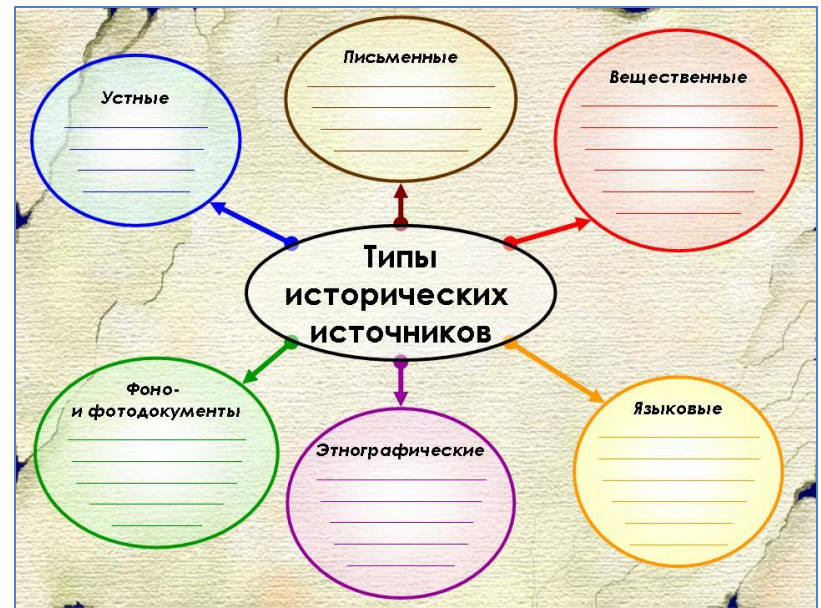 Письменные
Вещественные
Устные
Типы
исторических
источников
Фоно-
и фотодокументы
Этнографические
Языковые